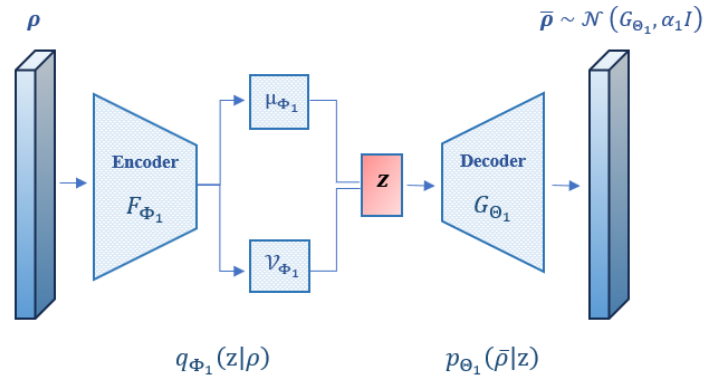 ρ
ρ̄ ~ 𝒩 (G_Θ₁, α₁I)
μ_Φ₁
Encoder
F_Φ₁
z
Decoder
G_Θ₁
𝒱_Φ₁
q_Φ₁(z|ρ)
p_Θ₁(ρ̄|z)